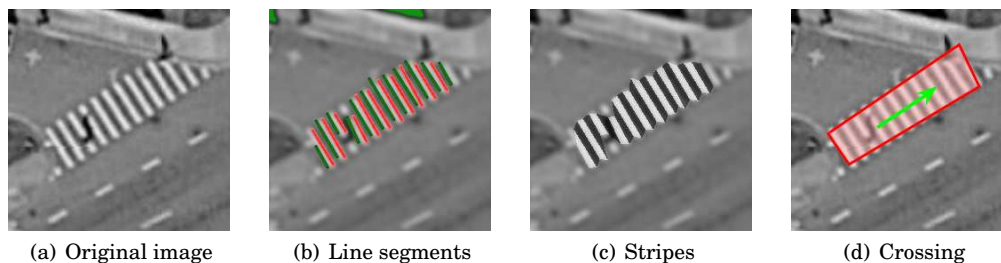 (a) Original image
(b) Line segments
(c) Stripes
(d) Crossing